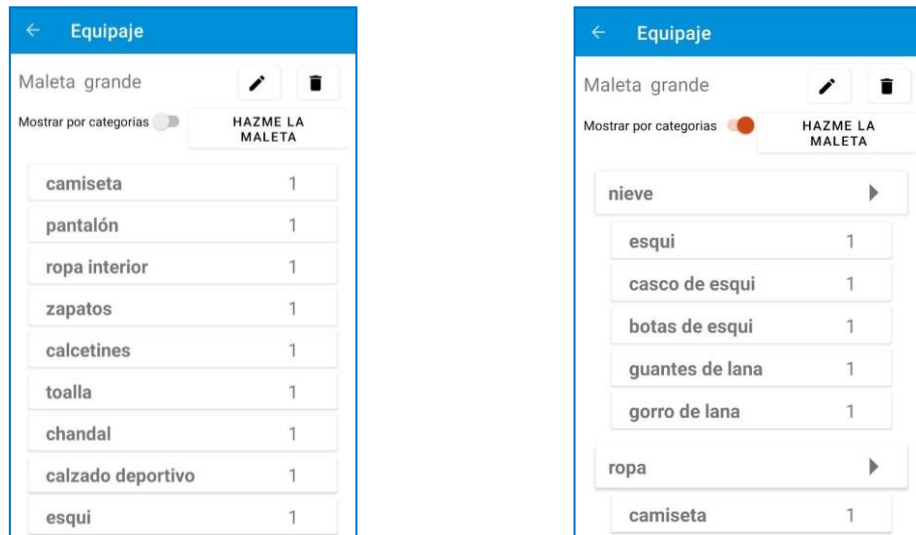 Equipaje
Maleta grande
Mostrar por categorias
HAZME LA
MALETA
camiseta 1
pantalón 1
ropa interior 1
zapatos 1
calcetines 1
toalla 1
chandal 1
calzado deportivo 1
esqui 1
Equipaje
Maleta grande
Mostrar por categorias
HAZME LA
MALETA
nieve
esqui 1
casco de esqui 1
botas de esqui 1
guantes de lana 1
gorro de lana 1
ropa
camiseta 1